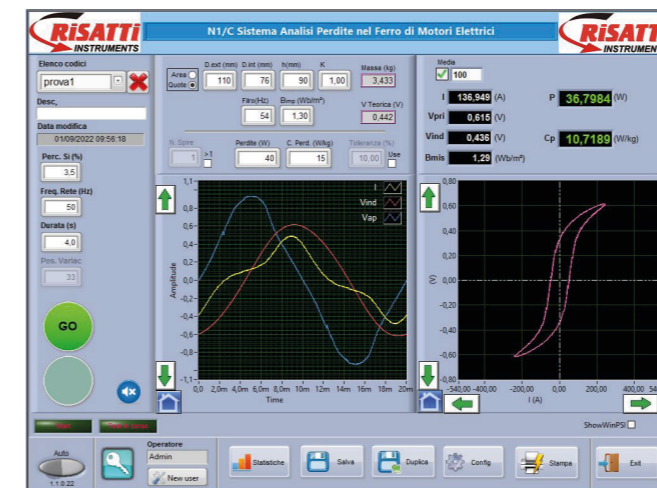 RiSATTi
INSTRUMENTS
N1/C Sistema Analisi Perdite nel Ferro di Motori Elettrici
RiSATTi
INSTRUMEN
Elenco codici
prova1
Desc,
Data modifica
01/09/2022 09:56:18
Perc. Si (%)
3,5
Freq. Rete (Hz)
50
Durata (s)
4,0
Pos. Variac
33
GO
Area
Quote
D.ext (mm) D.int (mm) h(mm) K
110 76 90 1,00
Massa (kg)
3,433
Filtro(Hz) Bimp (Wb/m²)
54 1,30
V Teorica (V)
0,442
N. Spire
1 >1
Perdite (W)
40
C. Perd. (W/kg)
15
Tolleranza (%)
10,00 Use
Media
100
I 136,949 (A)
Vpri 0,615 (V)
Vind 0,436 (V)
Bmis 1,29 (Wb/m²)
P 36,7984 (W)
Cp 10,7189 (W/kg)
I
Vind
Vap
1,1
0,8
0,6
0,4
0,2
0,0
-0,2
-0,4
-0,6
-0,8
-1,1
Amplitude
0,0 2,0m 4,0m 6,0m 8,0m 10m 12m 14m 16m 18m 20m
Time
0,80
0,60
0,40
0,20
0,00
-0,20
-0,40
-0,60
-0,80
(V)
-540,00 -400,00 -200,00 0,00 200,00 400,00 54
I (A)
ShowWinPSI
Auto
1.1.0.22
Operatore
Admin
New user
Statistiche
Salva
Duplica
Config
Stampa
Exit